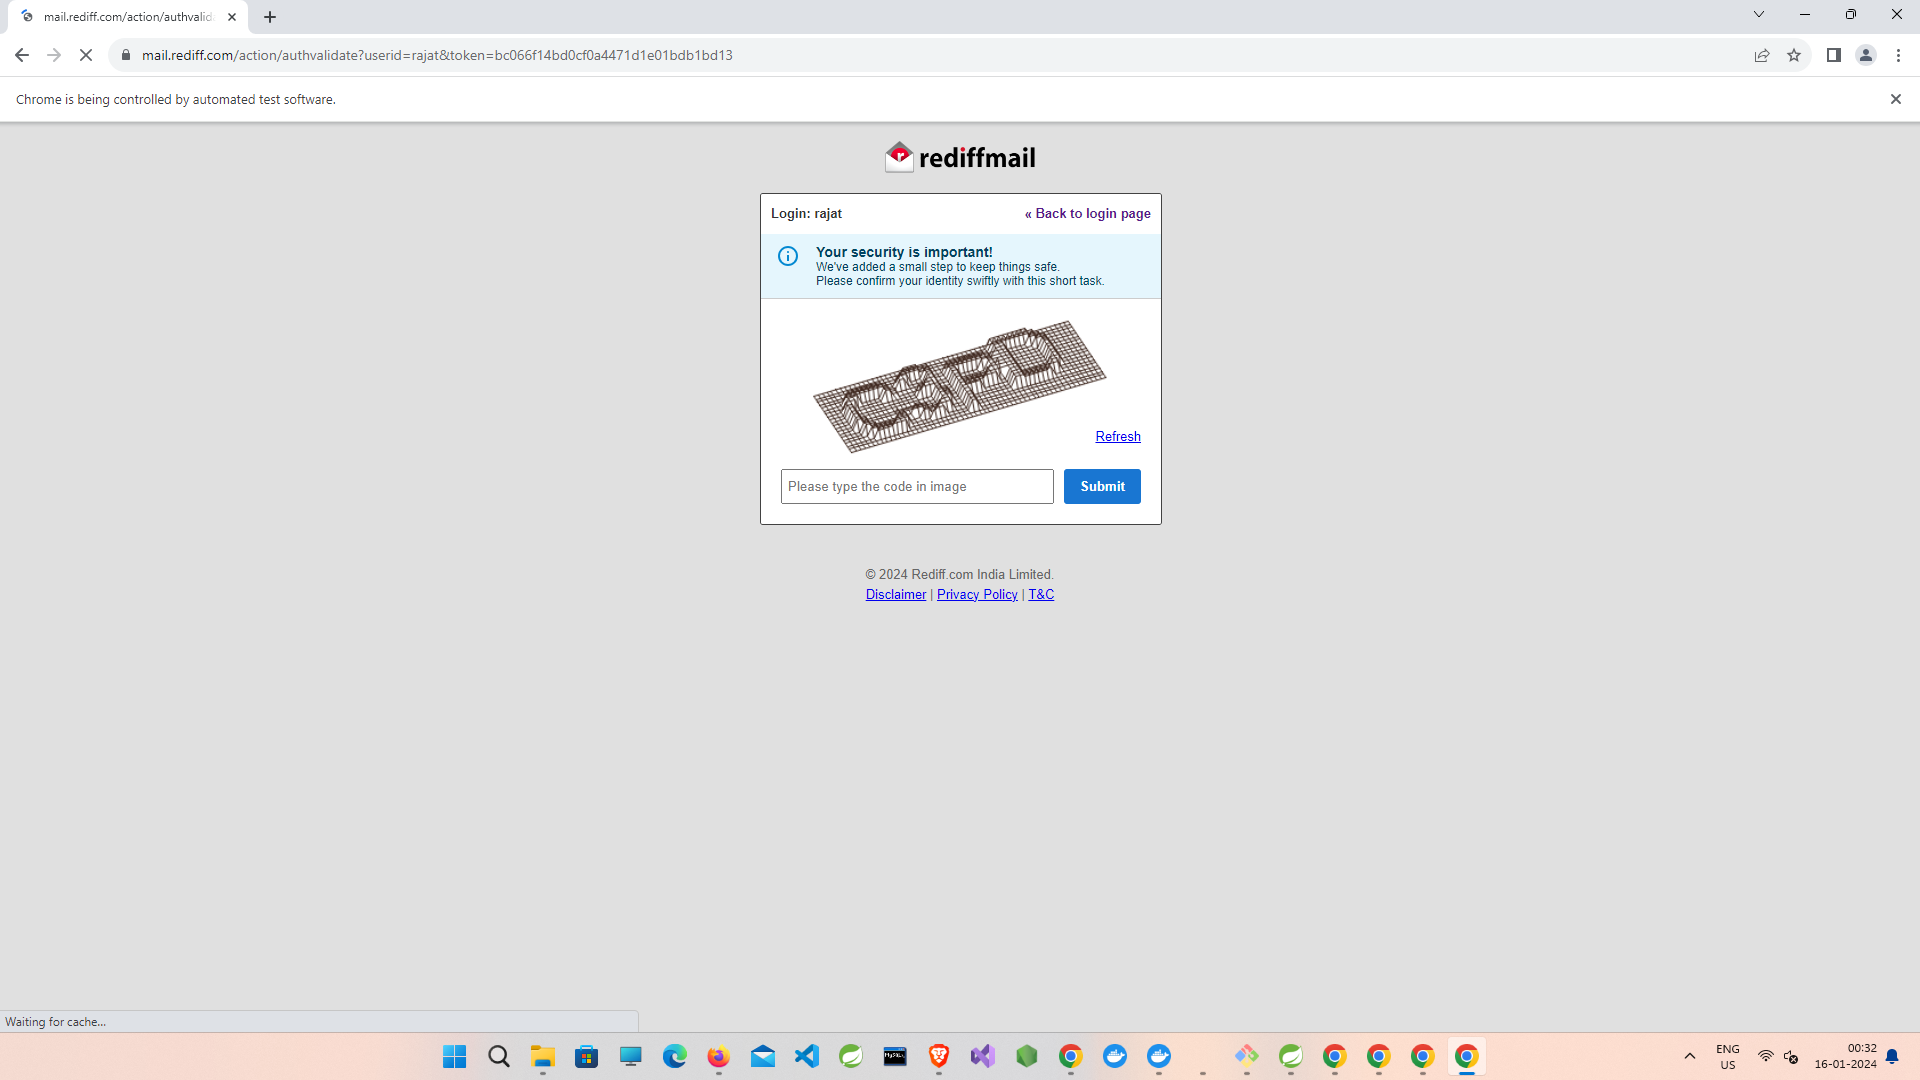 mail.rediff.com/action/authvalid
mail.rediff.com/action/authvalidate?userid=rajat&token=bc066f14bd0cf0a4471d1e01bdb1bd13
Chrome is being controlled by automated test software.
rediffmail
Login: rajat
« Back to login page
Your security is important!
We've added a small step to keep things safe.
Please confirm your identity swiftly with this short task.
Refresh
Please type the code in image
Submit
© 2024 Rediff.com India Limited.
Disclaimer | Privacy Policy | T&C
Waiting for cache...
ENG
US
00:32
16-01-2024